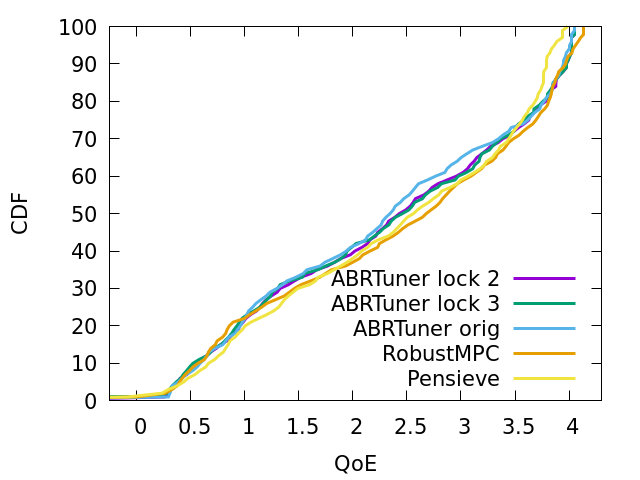 100
90
80
70
60
50
40
30
20
10
0
CDF
ABRTuner lock 2
ABRTuner lock 3
ABRTuner orig
RobustMPC
Pensieve
0 0.5 1 1.5 2 2.5 3 3.5 4
QoE